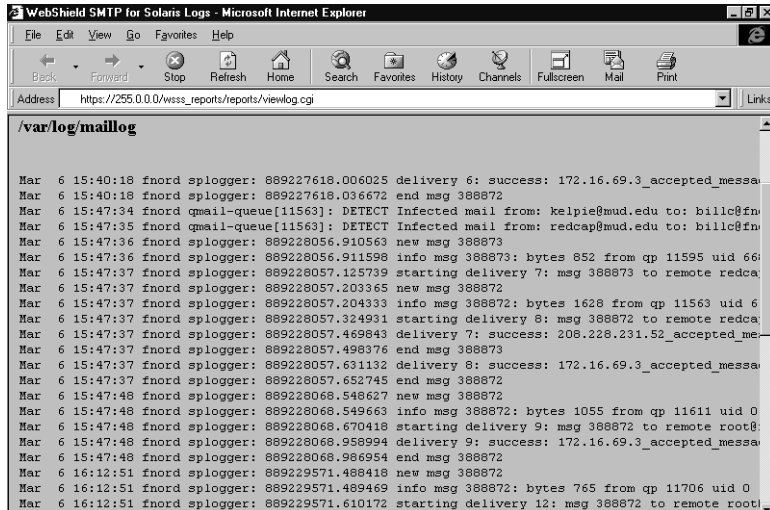 WebShield SMTP for Solaris Logs - Microsoft Internet Explorer
File Edit View Go Favorites Help
Back Forward Stop Refresh Home Search Favorites History Channels Fullscreen Mail Print
Address https://255.0.0.0/wsss_reports/reports/viewlog.cgi Links
/var/log/maillog
Mar 6 15:40:18 fnord splogger: 889227618.006025 delivery 6: success: 172.16.69.3_accepted_messa
Mar 6 15:40:18 fnord splogger: 889227618.036672 end msg 388872
Mar 6 15:47:34 fnord qmail-queue[11563]: DETECT Infected mail from: kelpie@mud.edu to: billc@fn
Mar 6 15:47:35 fnord qmail-queue[11563]: DETECT Infected mail from: redcap@mud.edu to: billc@fn
Mar 6 15:47:36 fnord splogger: 889228056.910563 new msg 388873
Mar 6 15:47:36 fnord splogger: 889228056.911598 info msg 388873: bytes 852 from qp 11595 uid 66
Mar 6 15:47:37 fnord splogger: 889228057.125739 starting delivery 7: msg 388873 to remote redca
Mar 6 15:47:37 fnord splogger: 889228057.203365 new msg 388872
Mar 6 15:47:37 fnord splogger: 889228057.204333 info msg 388872: bytes 1628 from qp 11563 uid 6
Mar 6 15:47:37 fnord splogger: 889228057.324931 starting delivery 8: msg 388872 to remote redca
Mar 6 15:47:37 fnord splogger: 889228057.469843 delivery 7: success: 208.228.231.52_accepted_me
Mar 6 15:47:37 fnord splogger: 889228057.498376 end msg 388873
Mar 6 15:47:37 fnord splogger: 889228057.631132 delivery 8: success: 172.16.69.3_accepted_messa
Mar 6 15:47:37 fnord splogger: 889228057.652745 end msg 388872
Mar 6 15:47:48 fnord splogger: 889228068.548627 new msg 388872
Mar 6 15:47:48 fnord splogger: 889228068.549663 info msg 388872: bytes 1055 from qp 11611 uid 0
Mar 6 15:47:48 fnord splogger: 889228068.670418 starting delivery 9: msg 388872 to remote root@
Mar 6 15:47:48 fnord splogger: 889228068.958994 delivery 9: success: 172.16.69.3_accepted_messa
Mar 6 15:47:48 fnord splogger: 889228068.986954 end msg 388872
Mar 6 16:12:51 fnord splogger: 889229571.488418 new msg 388872
Mar 6 16:12:51 fnord splogger: 889229571.489469 info msg 388872: bytes 765 from qp 11706 uid 0
Mar 6 16:12:51 fnord splogger: 889229571.610172 starting delivery 12: msg 388872 to remote root